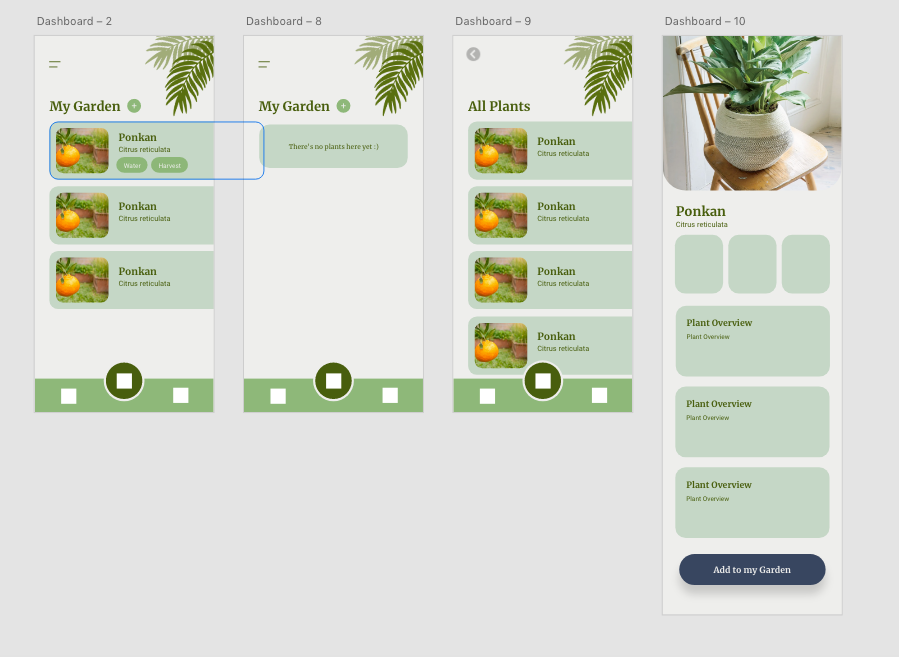 Dashboard – 2
My Garden +
Ponkan
Citrus reticulata
Water Harvest
Ponkan
Citrus reticulata
Ponkan
Citrus reticulata
Dashboard – 8
My Garden +
There's no plants here yet :)
Dashboard – 9
All Plants
Ponkan
Citrus reticulata
Ponkan
Citrus reticulata
Ponkan
Citrus reticulata
Ponkan
Citrus reticulata
Dashboard – 10
Ponkan
Citrus reticulata
Plant Overview
Plant Overview
Plant Overview
Plant Overview
Plant Overview
Plant Overview
Add to my Garden